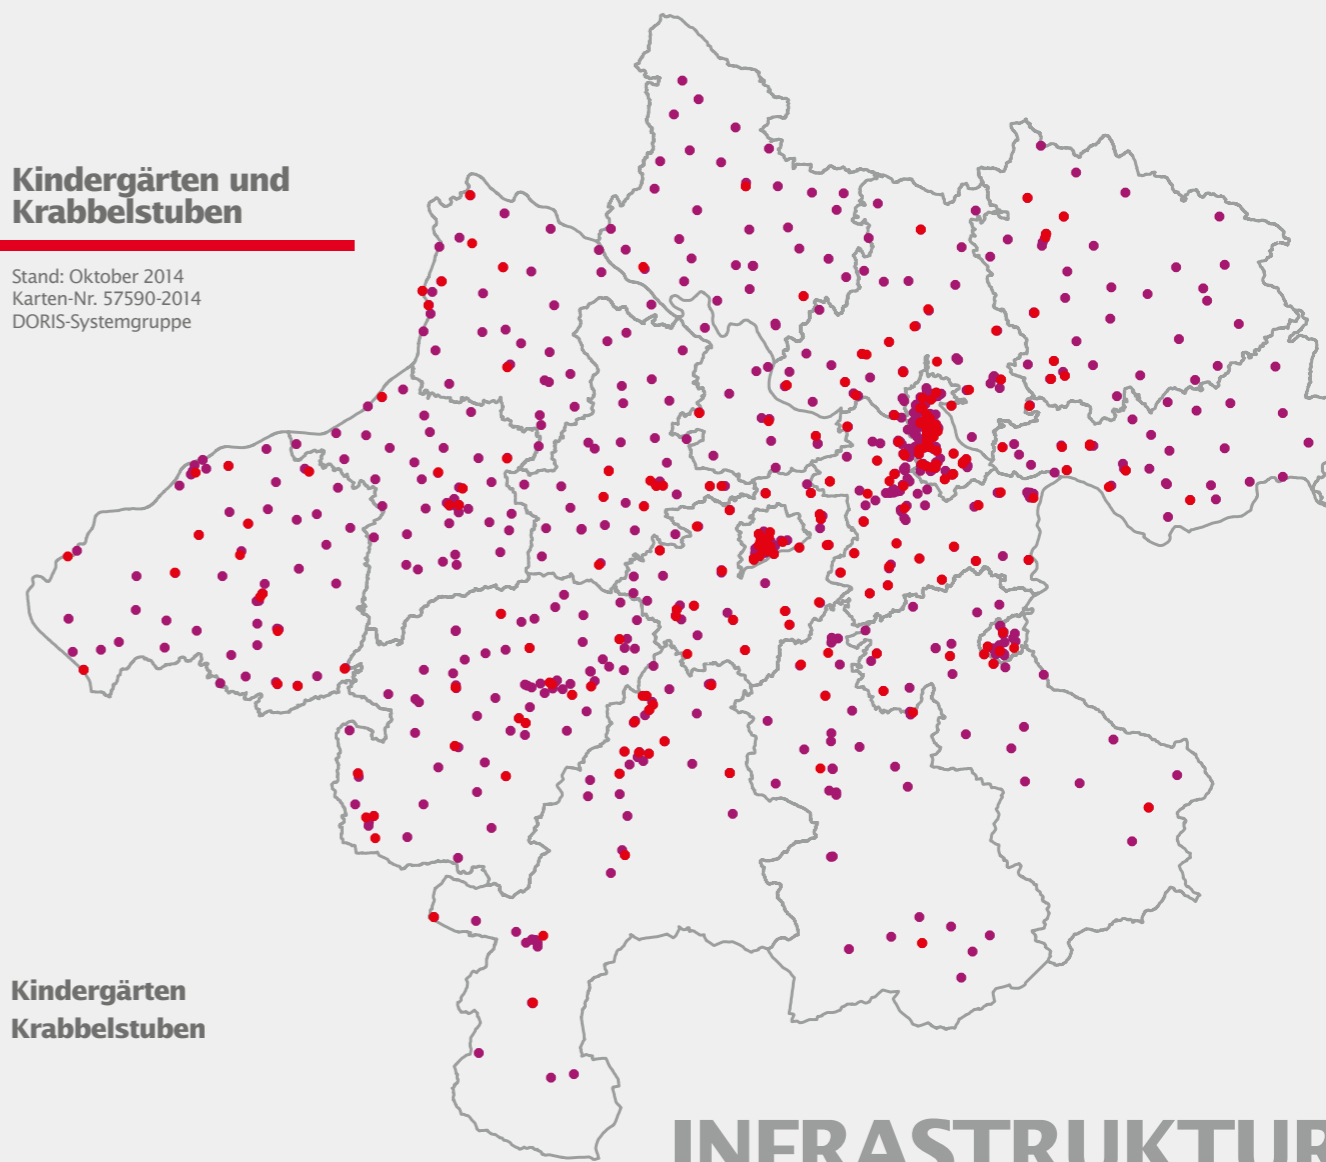 Kindergärten und
Krabbelstuben
Stand: Oktober 2014
Karten-Nr. 57590-2014
DORIS-Systemgruppe
Kindergärten
Krabbelstuben
INFRASTRUKTUR